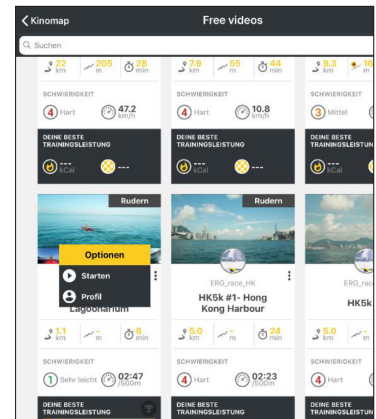 Kinomap
Free videos
Suchen
22 km 205 m 28 min
7.9 km 55 m 44 min
9.3 km 16
SCHWIERIGKEIT
4 Hart 47.2 km/h
SCHWIERIGKEIT
4 Hart 10.8 km/h
SCHWIERIGKEIT
3 Mittel
DEINE BESTE
TRAININGSLEISTUNG
--- kCal ---
DEINE BESTE
TRAININGSLEISTUNG
--- kCal ---
DEINE BESTE
TRAININGSLEISTUN
--- kCal
Rudern
Optionen
Starten
Profil
Lagoonarium
1.1 km - m 6 min
SCHWIERIGKEIT
1 Sehr leicht 02:47 /500m
DEINE BESTE
TRAININGSLEISTUNG
Rudern
ERG_race_HK
HK5k #1- Hong
Kong Harbour
5.0 km - m 24 min
SCHWIERIGKEIT
4 Hart 02:23 /500m
DEINE BESTE
TRAININGSLEISTUNG
ERG_rac
HK5k
5.0 km - m
SCHWIERIGKEIT
4 Hart
DEINE BESTE
TRAININGSLEISTUN